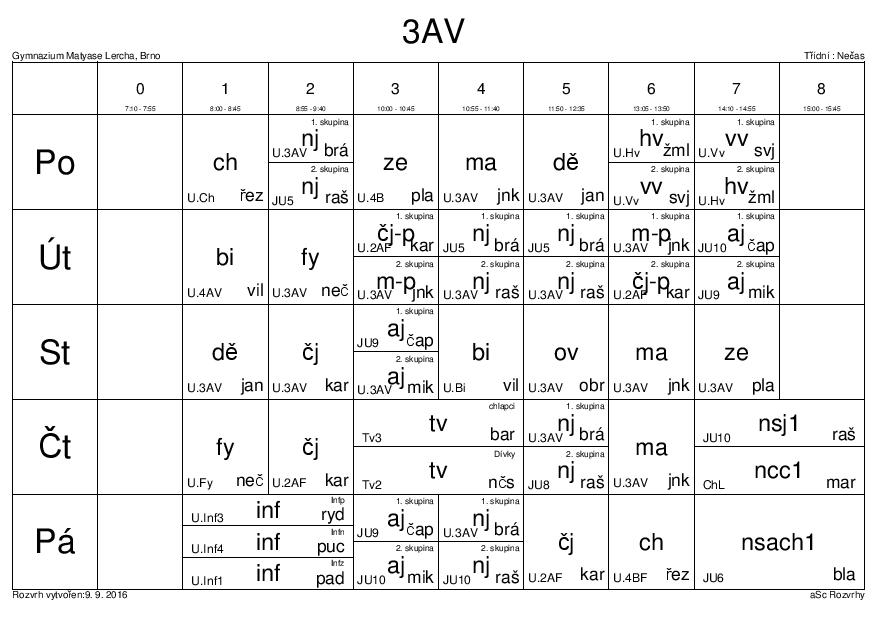 3AV
Gymnazium Matyase Lercha, Brno Třídní : Nečas
0 1 2 3 4 5 6 7 8
7:10 - 7:55 8:00 - 8:45 8:55 - 9:40 10:00 - 10:45 10:55 - 11:40 11:50 - 12:35 13:05 - 13:50 14:10 - 14:55 15:00 - 15:45
Po
ch
U.Ch řez
1. skupina
nj
U.3AV brá
2. skupina
nj
JU5 raš
ze
U.4B pla
ma
U.3AV jnk
dě
U.3AV jan
1. skupina
hv
U.Hv žml
2. skupina
vv
U.Vv svj
1. skupina
vv
U.Vv svj
2. skupina
hv
U.Hv žml
Út
bi
U.4AV vil
fy
U.3AV neč
1. skupina
čj-p
U.2AF kar
2. skupina
m-p
U.3AV jnk
1. skupina
nj
JU5 brá
2. skupina
nj
U.3AV raš
1. skupina
nj
JU5 brá
2. skupina
nj
U.3AV raš
1. skupina
m-p
U.3AV jnk
2. skupina
čj-p
U.2AF kar
1. skupina
aj
JU10 Čap
2. skupina
aj
JU9 mik
St
dě
U.3AV jan
čj
U.3AV kar
1. skupina
aj
JU9 Čap
2. skupina
aj
U.3AV mik
bi
U.Bi vil
ov
U.3AV obr
ma
U.3AV jnk
ze
U.3AV pla
Čt
fy
U.Fy neč
čj
U.2AF kar
chlapci
tv
Tv3 bar
Dívky
tv
Tv2 nčs
1. skupina
nj
U.3AV brá
2. skupina
nj
JU8 raš
ma
U.3AV jnk
nsj1
JU10 raš
ncc1
ChL mar
Pá
Infp
inf
U.Inf3 ryd
Infn
inf
U.Inf4 puc
Infz
inf
U.Inf1 pad
1. skupina
aj
JU9 Čap
2. skupina
aj
JU10 mik
1. skupina
nj
U.3AV brá
2. skupina
nj
JU10 raš
čj
U.2AF kar
ch
U.4BF řez
nsach1
JU6 bla
Rozvrh vytvořen:9. 9. 2016 aSc Rozvrhy